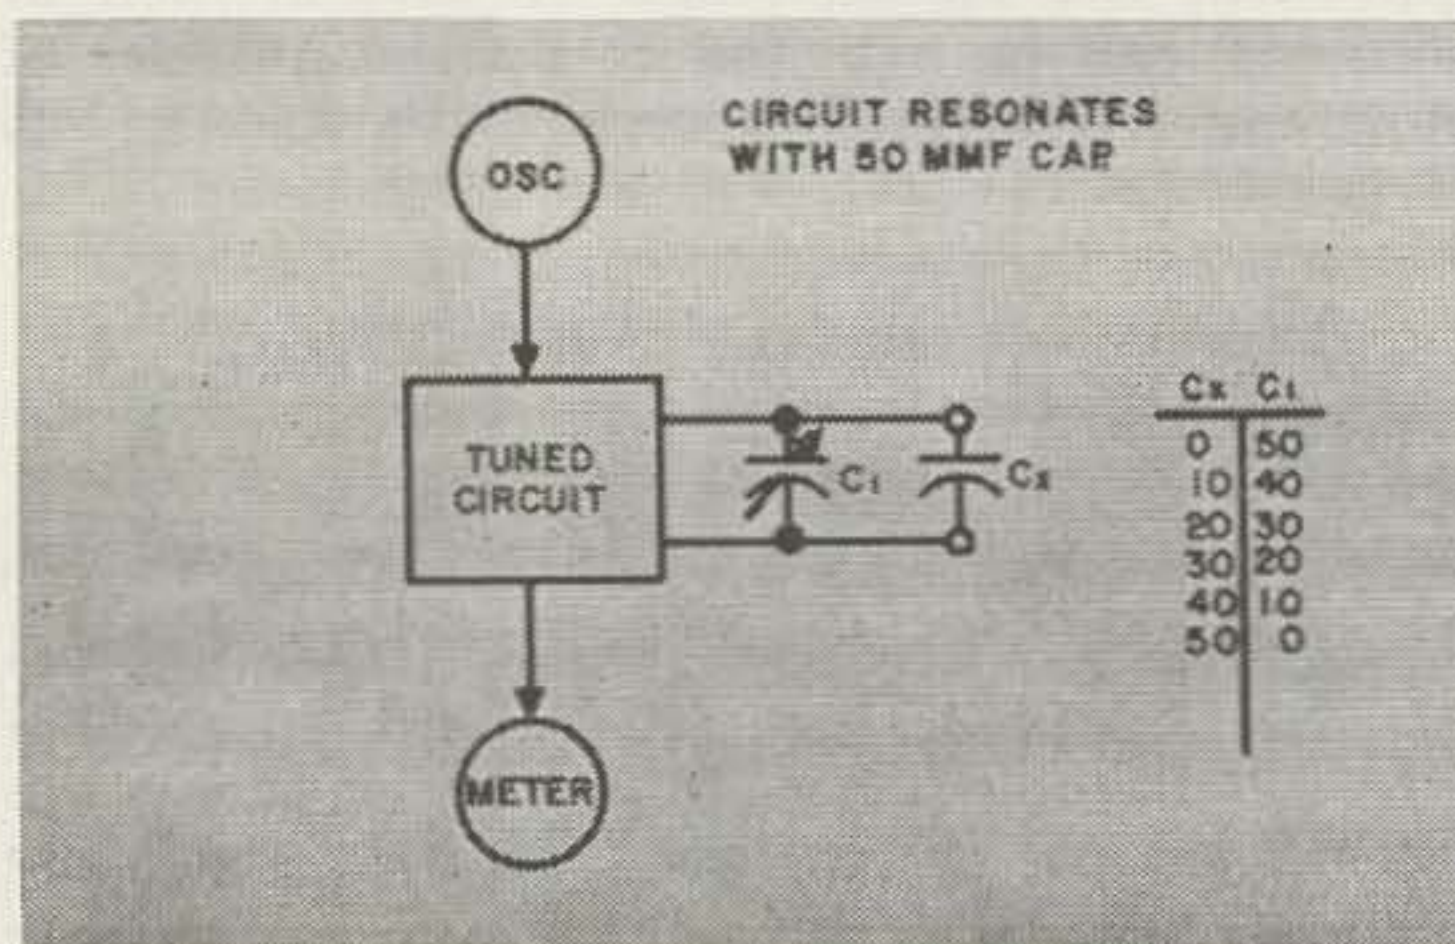 OSC
CIRCUIT RESONATES
WITH 50 MMF CAP.
TUNED
CIRCUIT
C1
Cx
METER
Cx C1
0 50
10 40
20 30
30 20
40 10
50 0